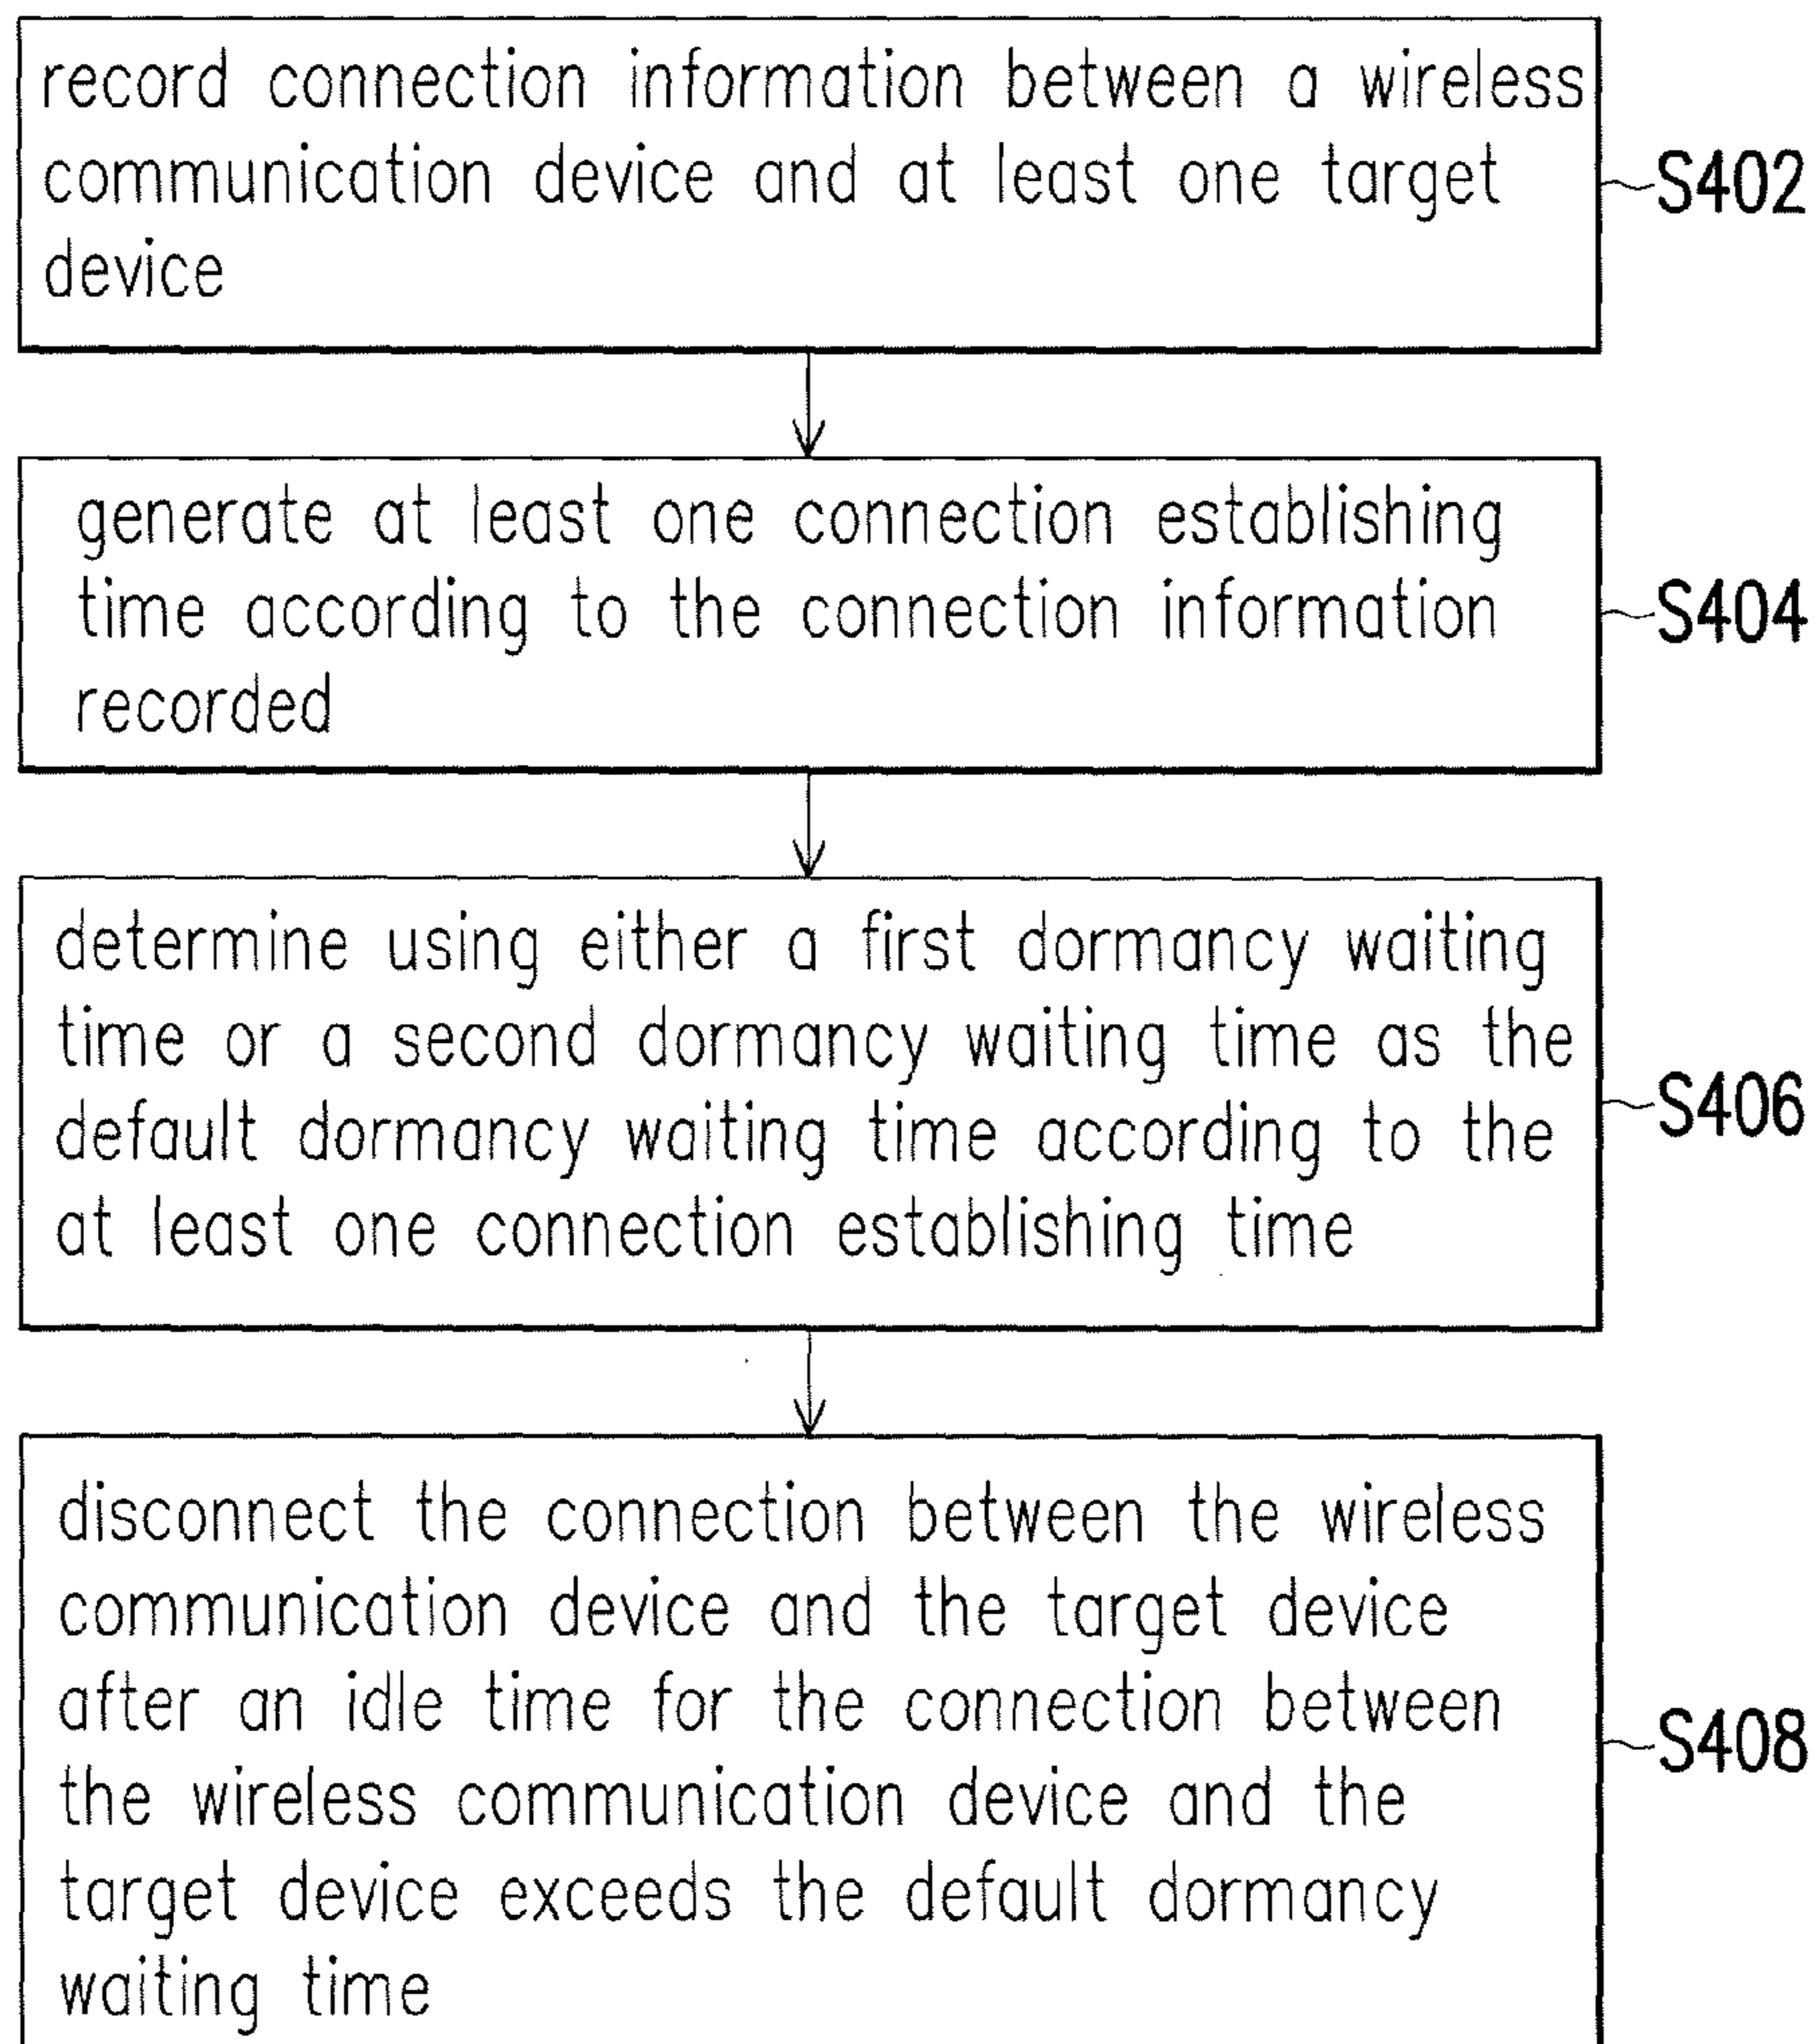 record connection information between a wireless
communication device and at least one target
device
S402
generate at least one connection establishing
time according to the connection information
recorded
S404
determine using either a first dormancy waiting
time or a second dormancy waiting time as the
default dormancy waiting time according to the
at least one connection establishing time
S406
disconnect the connection between the wireless
communication device and the target device
after an idle time for the connection between
the wireless communication device and the
target device exceeds the default dormancy
waiting time
S408